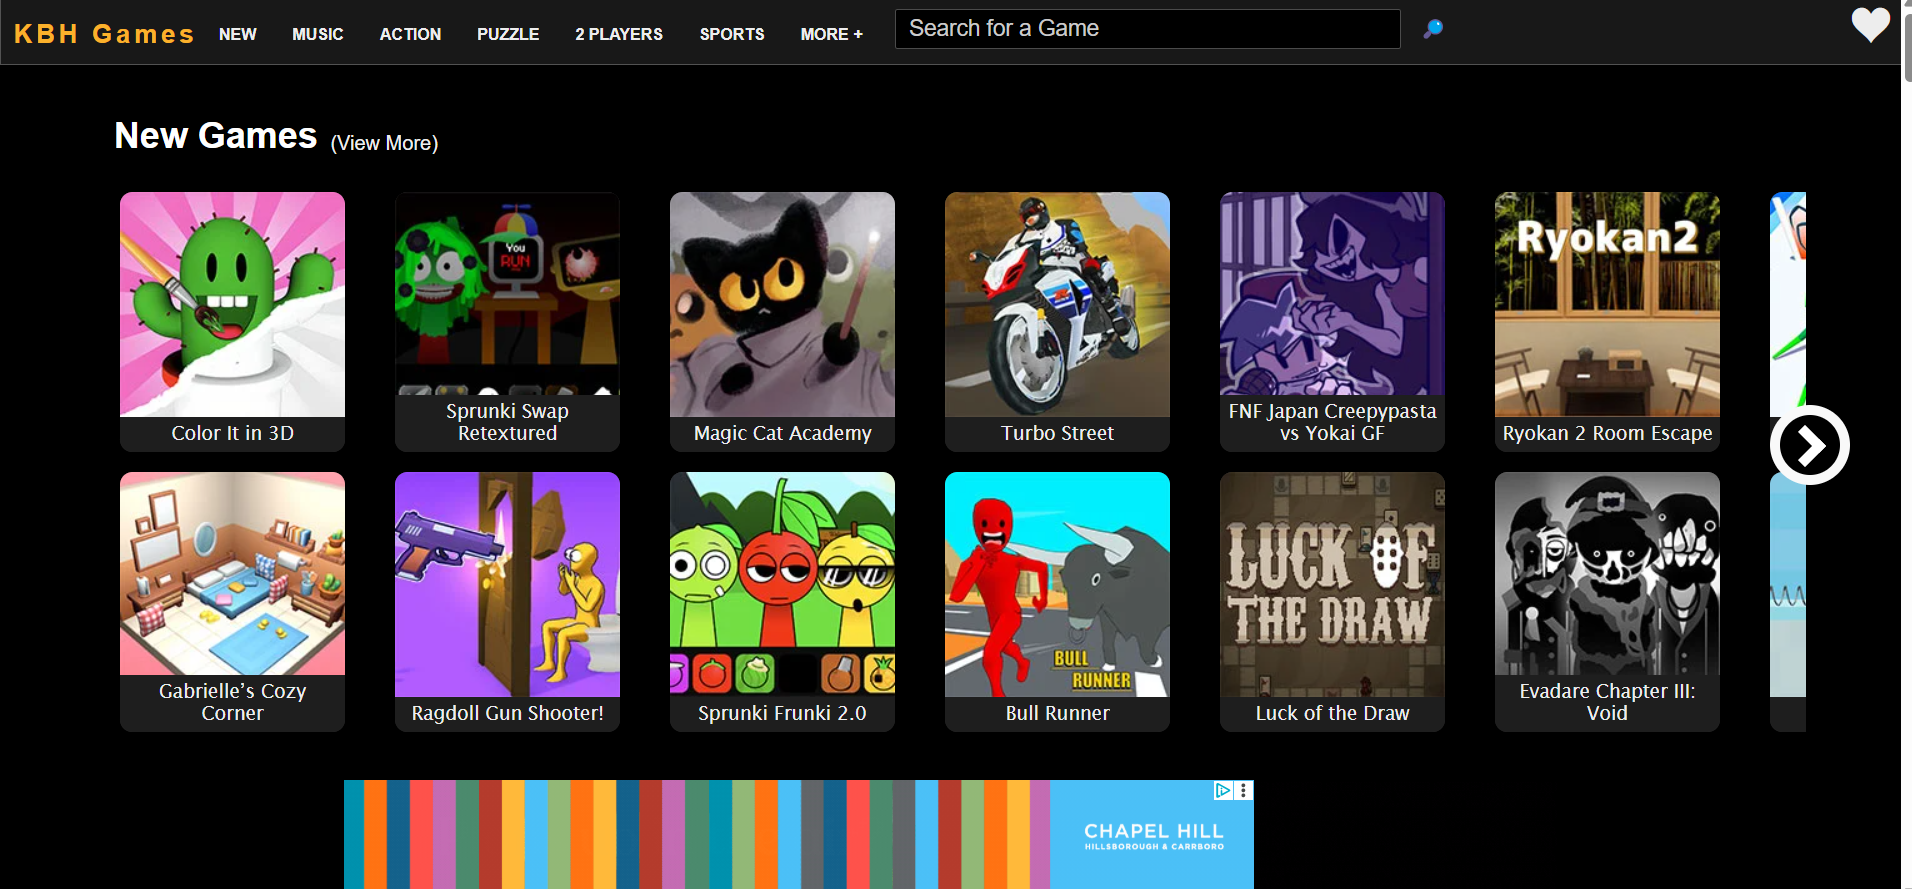 KBH Games
NEW
MUSIC
ACTION
PUZZLE
2 PLAYERS
SPORTS
MORE +
Search for a Game
New Games (View More)
You
RUN
Ryokan2
Color It in 3D
Sprunki Swap
Retextured
Magic Cat Academy
Turbo Street
FNF Japan Creepypasta
vs Yokai GF
Ryokan 2 Room Escape
LUCK OF
THE DRAW
BULL
RUNNER
Gabrielle’s Cozy
Corner
Ragdoll Gun Shooter!
Sprunki Frunki 2.0
Bull Runner
Luck of the Draw
Evadare Chapter III:
Void
CHAPEL HILL
HILLSBOROUGH & CARRBORO